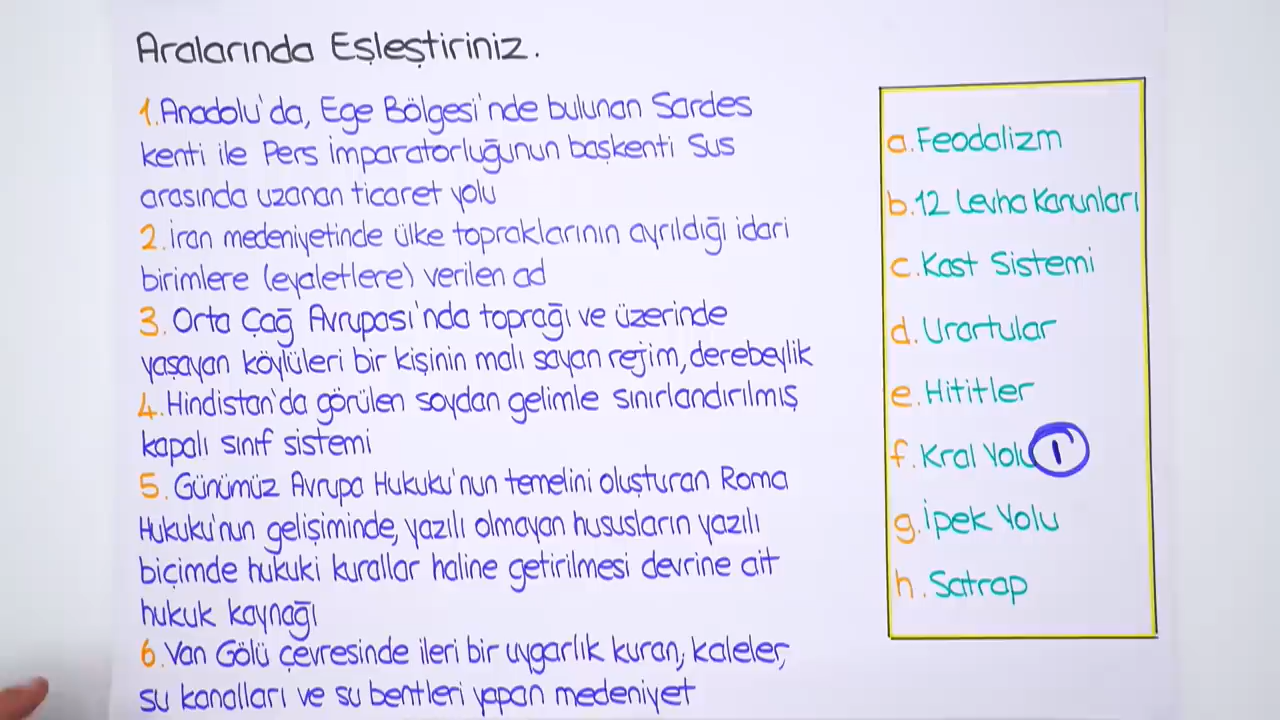 Aralarında Eşleştiriniz.
1. Anadolu'da, Ege Bölgesi'nde bulunan Sardes
kenti ile Pers İmparatorluğunun başkenti Sus
arasında uzanan ticaret yolu
2. İran medeniyetinde ülke topraklarının ayrıldığı idari
birimlere (eyaletlere) verilen ad
3. Orta Çağ Avrupası'nda toprağı ve üzerinde
yaşayan köylüleri bir kişinin malı sayan rejim, derebeylik
4. Hindistan'da görülen soydan gelimle sınırlandırılmış
kapalı sınıf sistemi
5. Günümüz Avrupa Hukuku'nun temelini oluşturan Roma
Hukuku'nun gelişiminde, yazılı olmayan hususların yazılı
biçimde hukuki kurallar haline getirilmesi devrine ait
hukuk kaynağı
6. Van Gölü çevresinde ileri bir uygarlık kuran; kaleler,
su kanalları ve su bentleri yapan medeniyet
a. Feodalizm
b. 12 Levha Kanunları
c. Kast Sistemi
d. Urartular
e. Hititler
f. Kral Yolu 1
g. İpek Yolu
h. Satrap